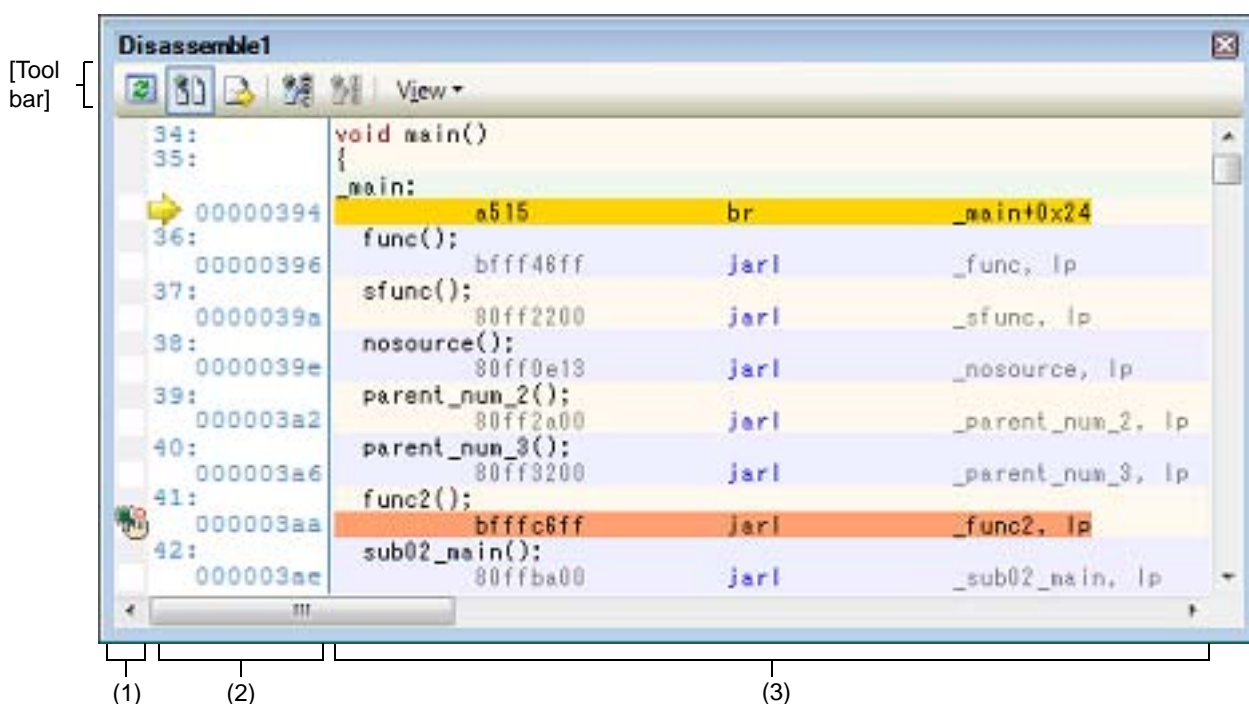 Disassemble1
[Tool bar]
View
34: void main()
35: {
_main:
00000394 a515 br _main+0x24
36: func();
00000396 bfff46ff jarl _func, lp
37: sfunc();
0000039a 80ff2200 jarl _sfunc, lp
38: nosource();
0000039e 80ff0e13 jarl _nosource, lp
39: parent_num_2();
000003a2 80ff2a00 jarl _parent_num_2, lp
40: parent_num_3();
000003a6 80ff3200 jarl _parent_num_3, lp
41: func2();
000003aa bfffc6ff jarl _func2, lp
42: sub02_main();
000003ae 80ffba00 jarl _sub02_main, lp
(1) (2) (3)